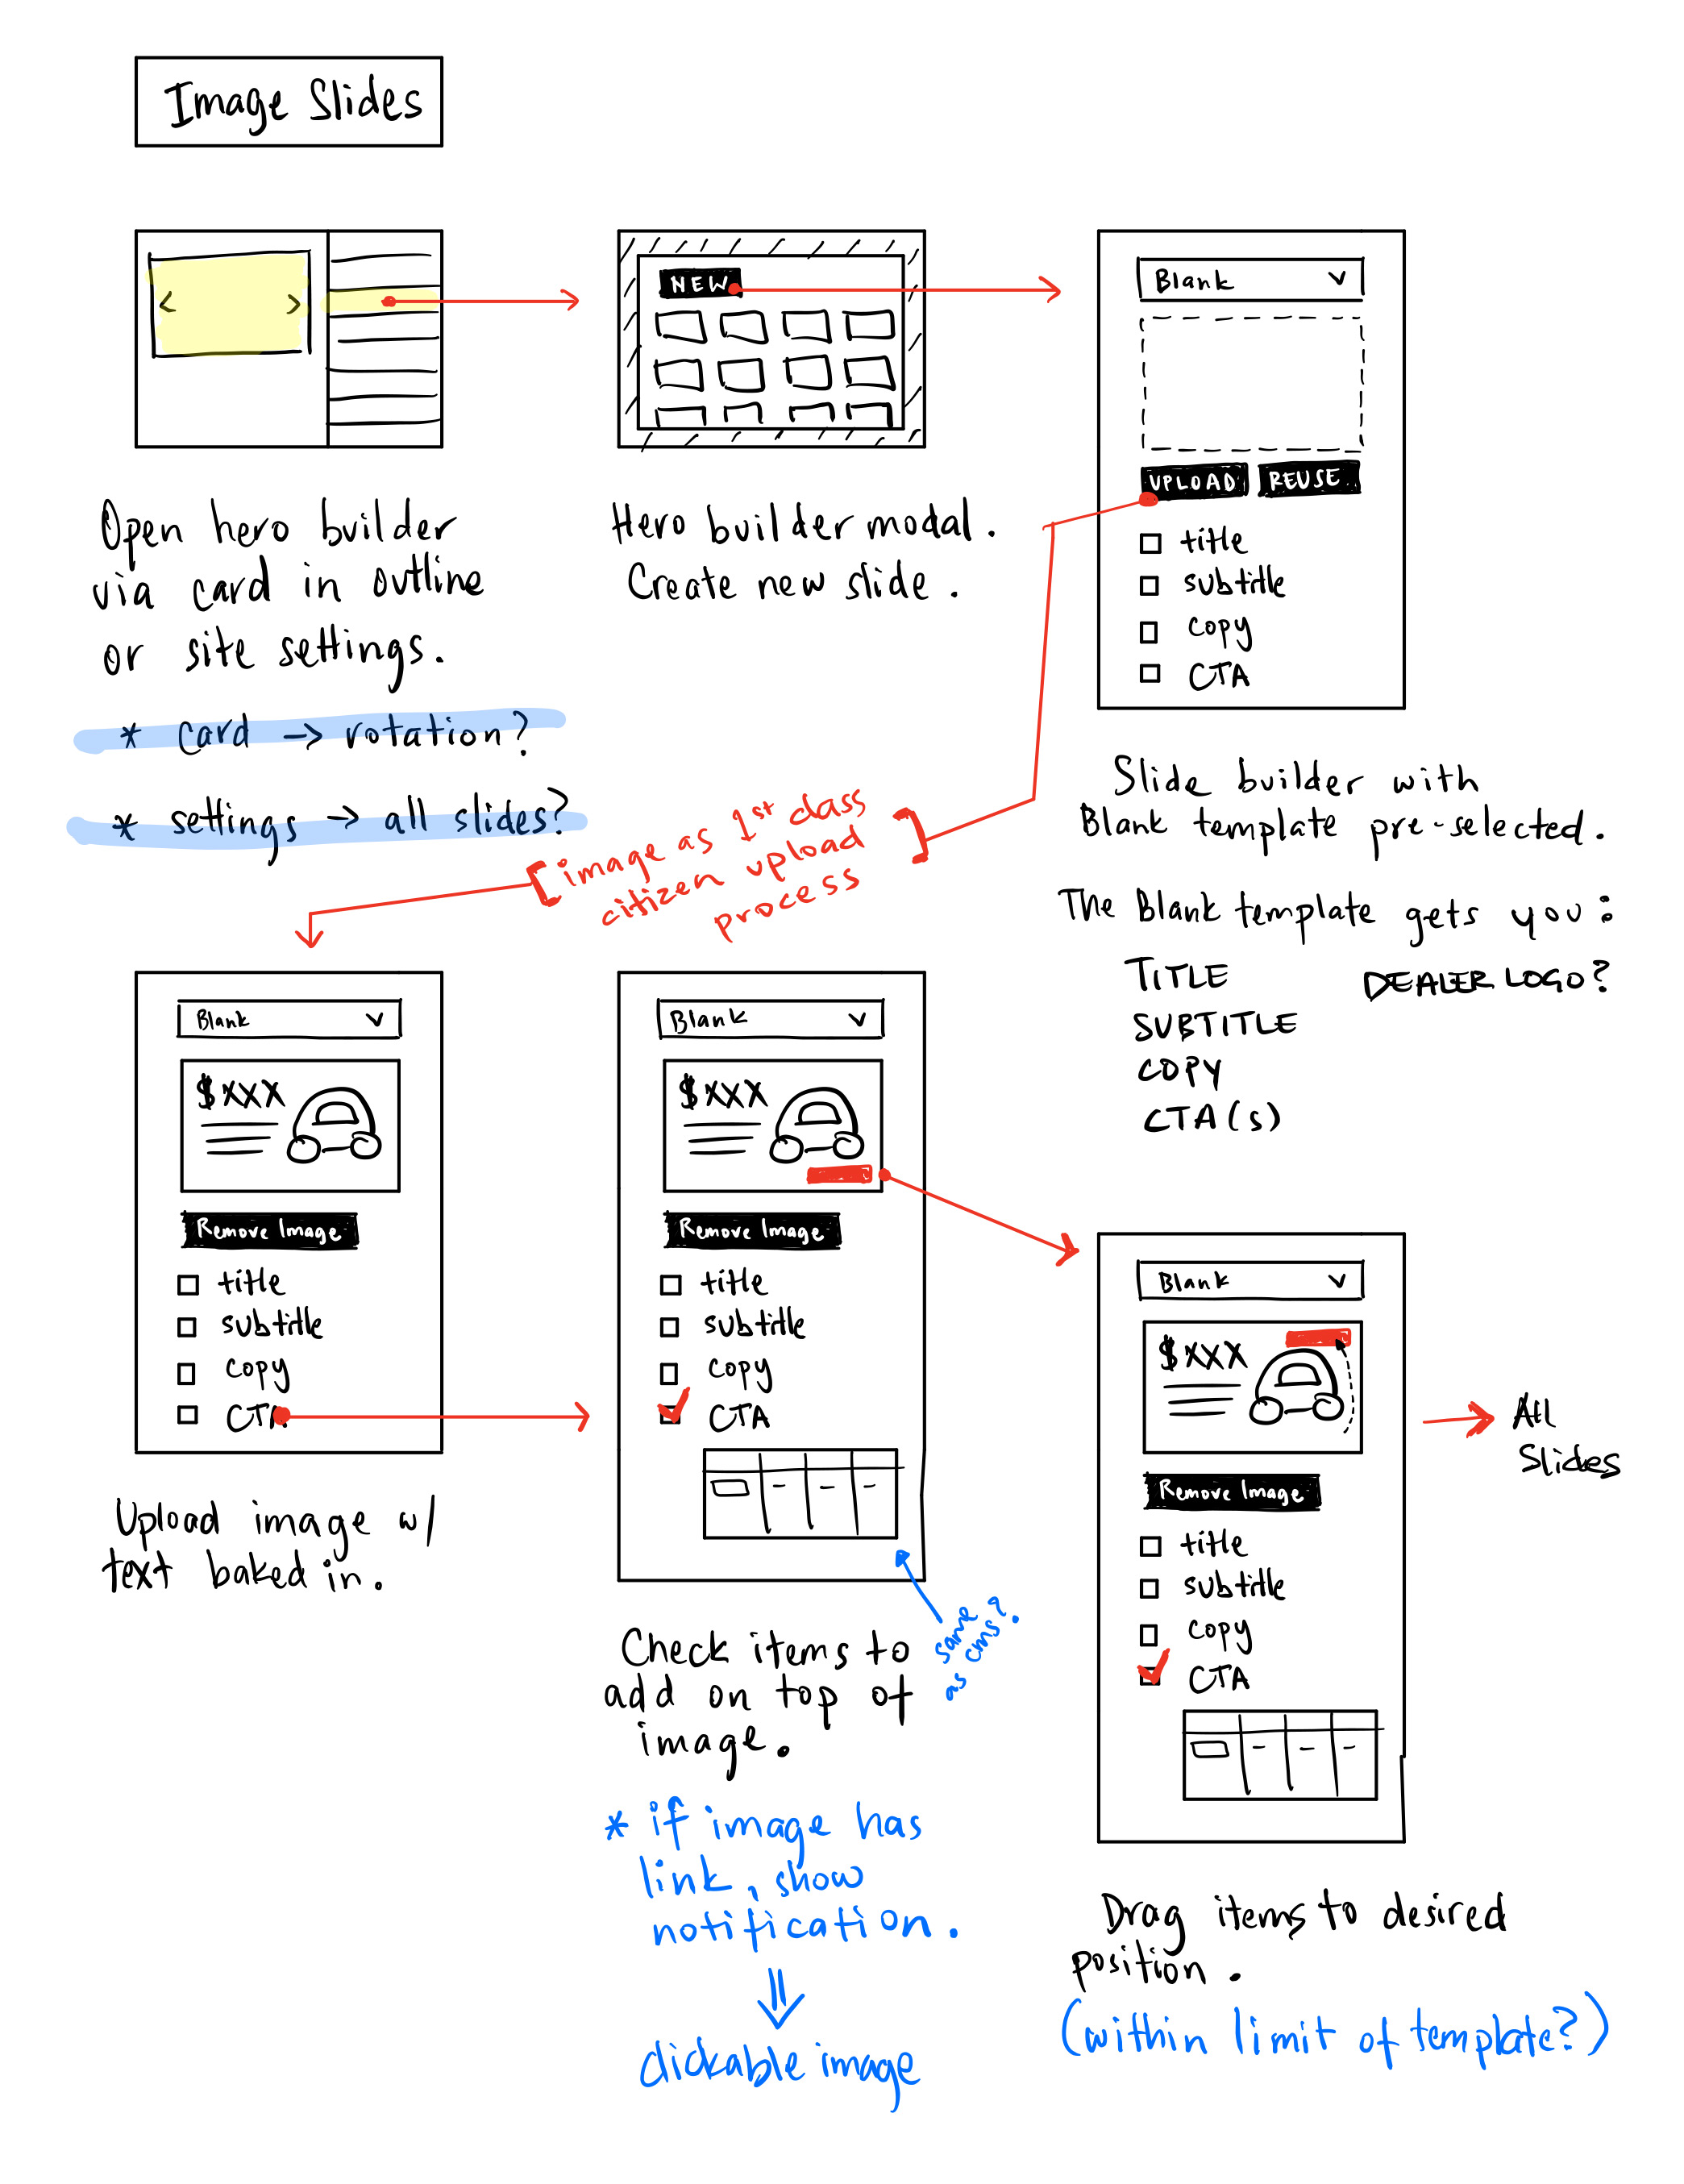 Image Slides
NEW
Blank
UPLOAD
REUSE
title
subtitle
copy
CTA
Open hero builder
via card in outline
or site settings.
* card → rotation?
* settings → all slides?
Hero builder modal.
Create new slide.
Slide builder with
Blank template pre-selected.
The Blank template gets you:
TITLE
DEALER LOGO?
SUBTITLE
COPY
CTA(s)
[image as 1st class
citizen upload
process]
Blank
$XXX
Remove Image
title
subtitle
copy
CTA
Upload image w/
text baked in.
Blank
$XXX
Remove Image
title
subtitle
copy
CTA
same
as cms?
Check items to
add on top of
image.
* if image has
link, show
notification.
⇓
clickable image
Blank
$XXX
Remove Image
title
subtitle
copy
CTA
All
Slides
Drag items to desired
position.
(within limit of template?)